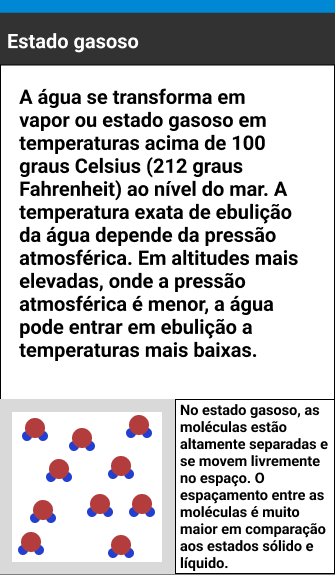 Estado gasoso
A água se transforma em
vapor ou estado gasoso em
temperaturas acima de 100
graus Celsius (212 graus
Fahrenheit) ao nível do mar. A
temperatura exata de ebulição
da água depende da pressão
atmosférica. Em altitudes mais
elevadas, onde a pressão
atmosférica é menor, a água
pode entrar em ebulição a
temperaturas mais baixas.
No estado gasoso, as
moléculas estão
altamente separadas e
se movem livremente
no espaço. O
espaçamento entre as
moléculas é muito
maior em comparação
aos estados sólido e
líquido.